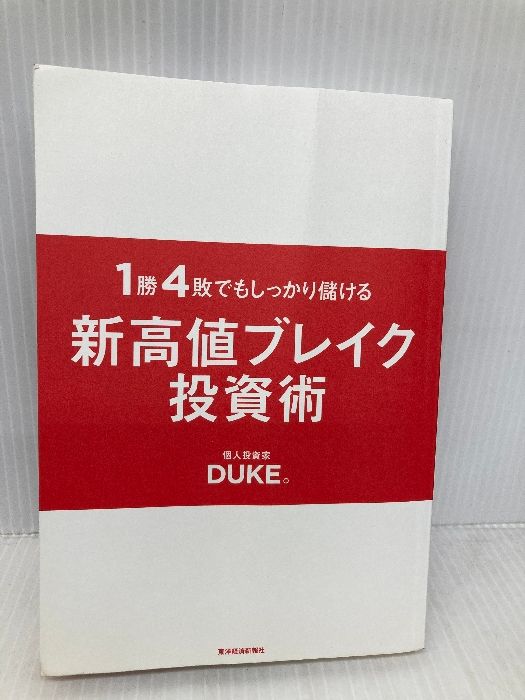 1勝4敗でもしっかり儲ける
新高値ブレイク
投資術
個人投資家
DUKE。
東洋経済新報社